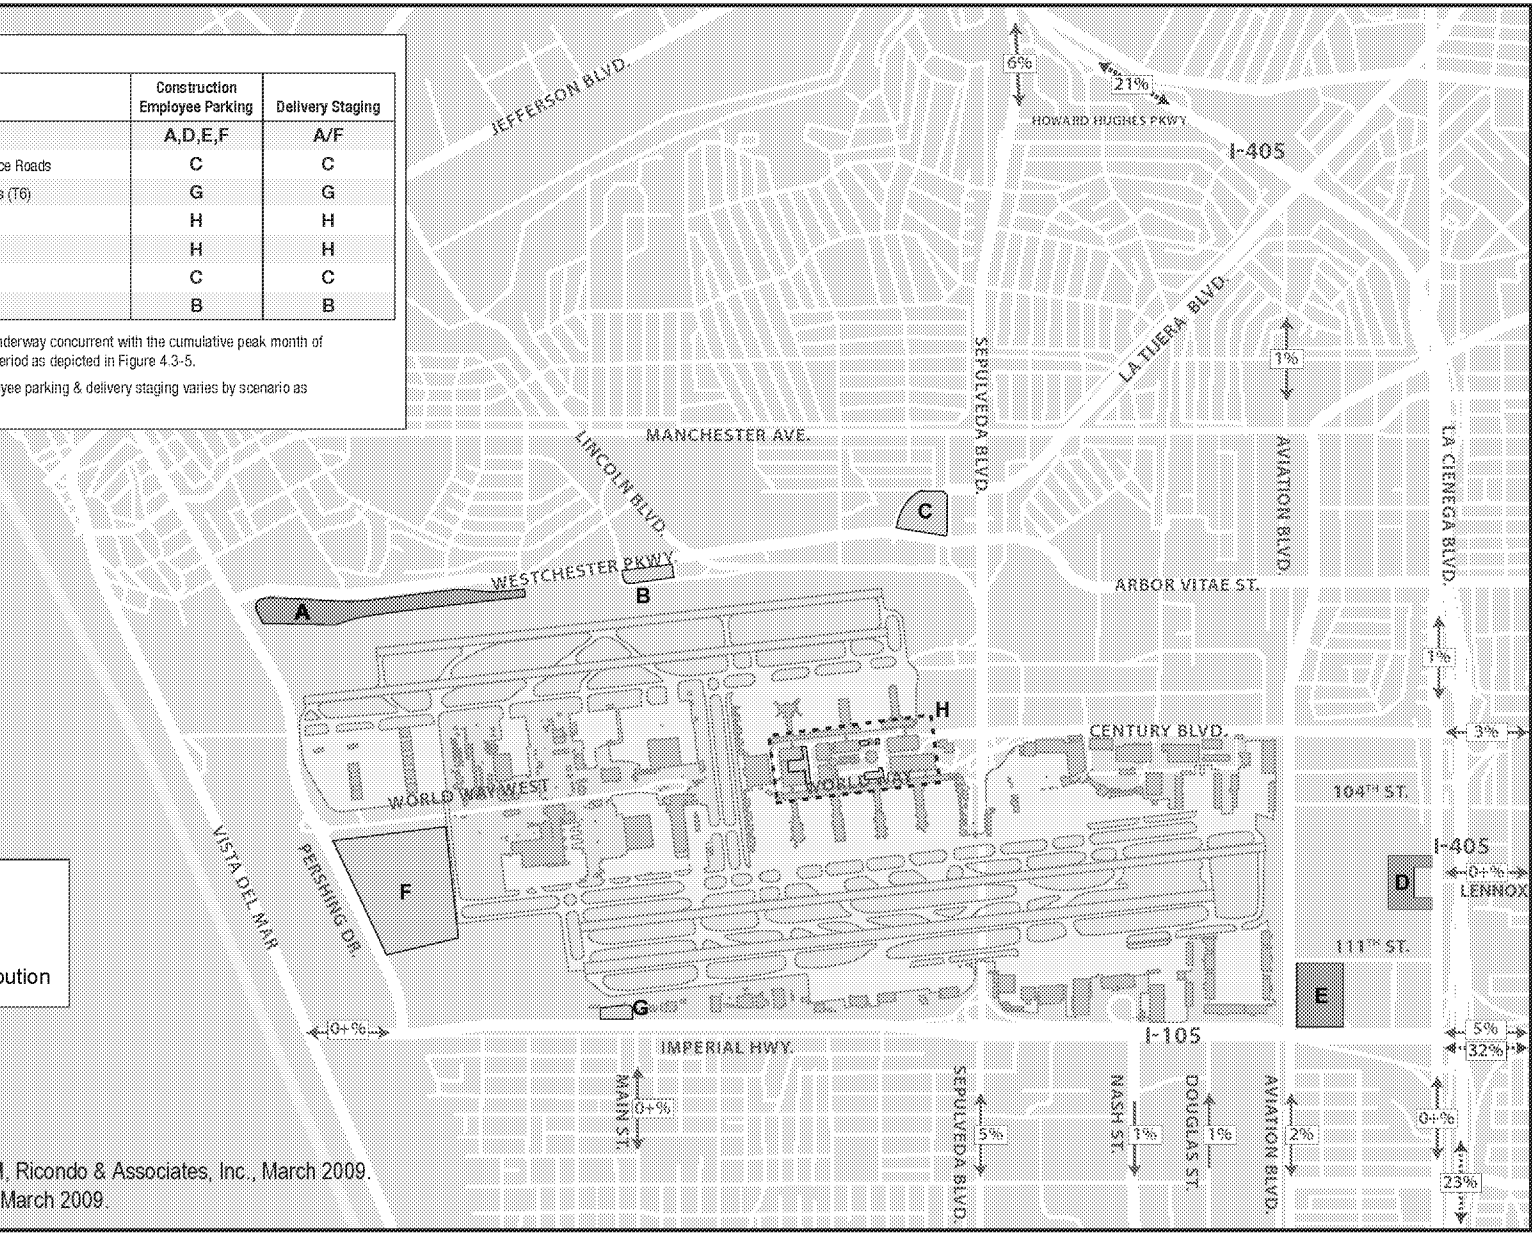 Construction
Employee Parking
Delivery Staging
A,D,E,F A/F
ce Roads C C
s (T6) G G
H H
H H
C C
B B
nderway concurrent with the cumulative peak month of
eriod as depicted in Figure 4.3-5.
yee parking & delivery staging varies by scenario as
JEFFERSON BLVD.
6%
21%
HOWARD HUGHES PKWY
I-405
LA TIJERA BLVD.
SEPULVEDA BLVD.
1%
MANCHESTER AVE.
LINCOLN BLVD.
AVIATION BLVD.
LA CIENEGA BLVD.
C
WESTCHESTER PKWY
ARBOR VITAE ST.
A
B
1%
H
CENTURY BLVD.
3%
WORLD WAY WEST
WORLD WAY
104TH ST.
I-405
0+%
LENNOX
D
VISTA DEL MAR
PERSHING DR.
F
111TH ST.
E
G
0+%
I-105
5%
32%
IMPERIAL HWY.
MAIN ST.
0+%
SEPULVEDA BLVD.
5%
NASH ST.
1%
DOUGLAS ST.
1%
AVIATION BLVD.
2%
0+%
23%
bution
, Ricondo & Associates, Inc., March 2009.
March 2009.